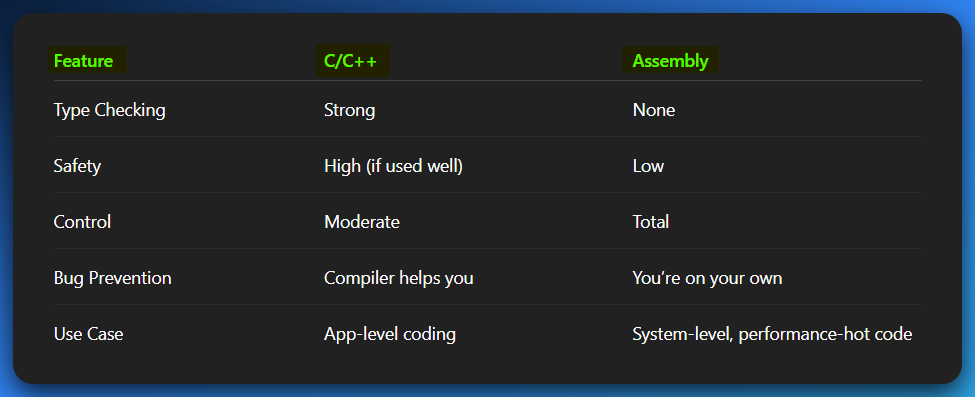 Feature C/C++ Assembly
Type Checking Strong None
Safety High (if used well) Low
Control Moderate Total
Bug Prevention Compiler helps you You’re on your own
Use Case App-level coding System-level, performance-hot code